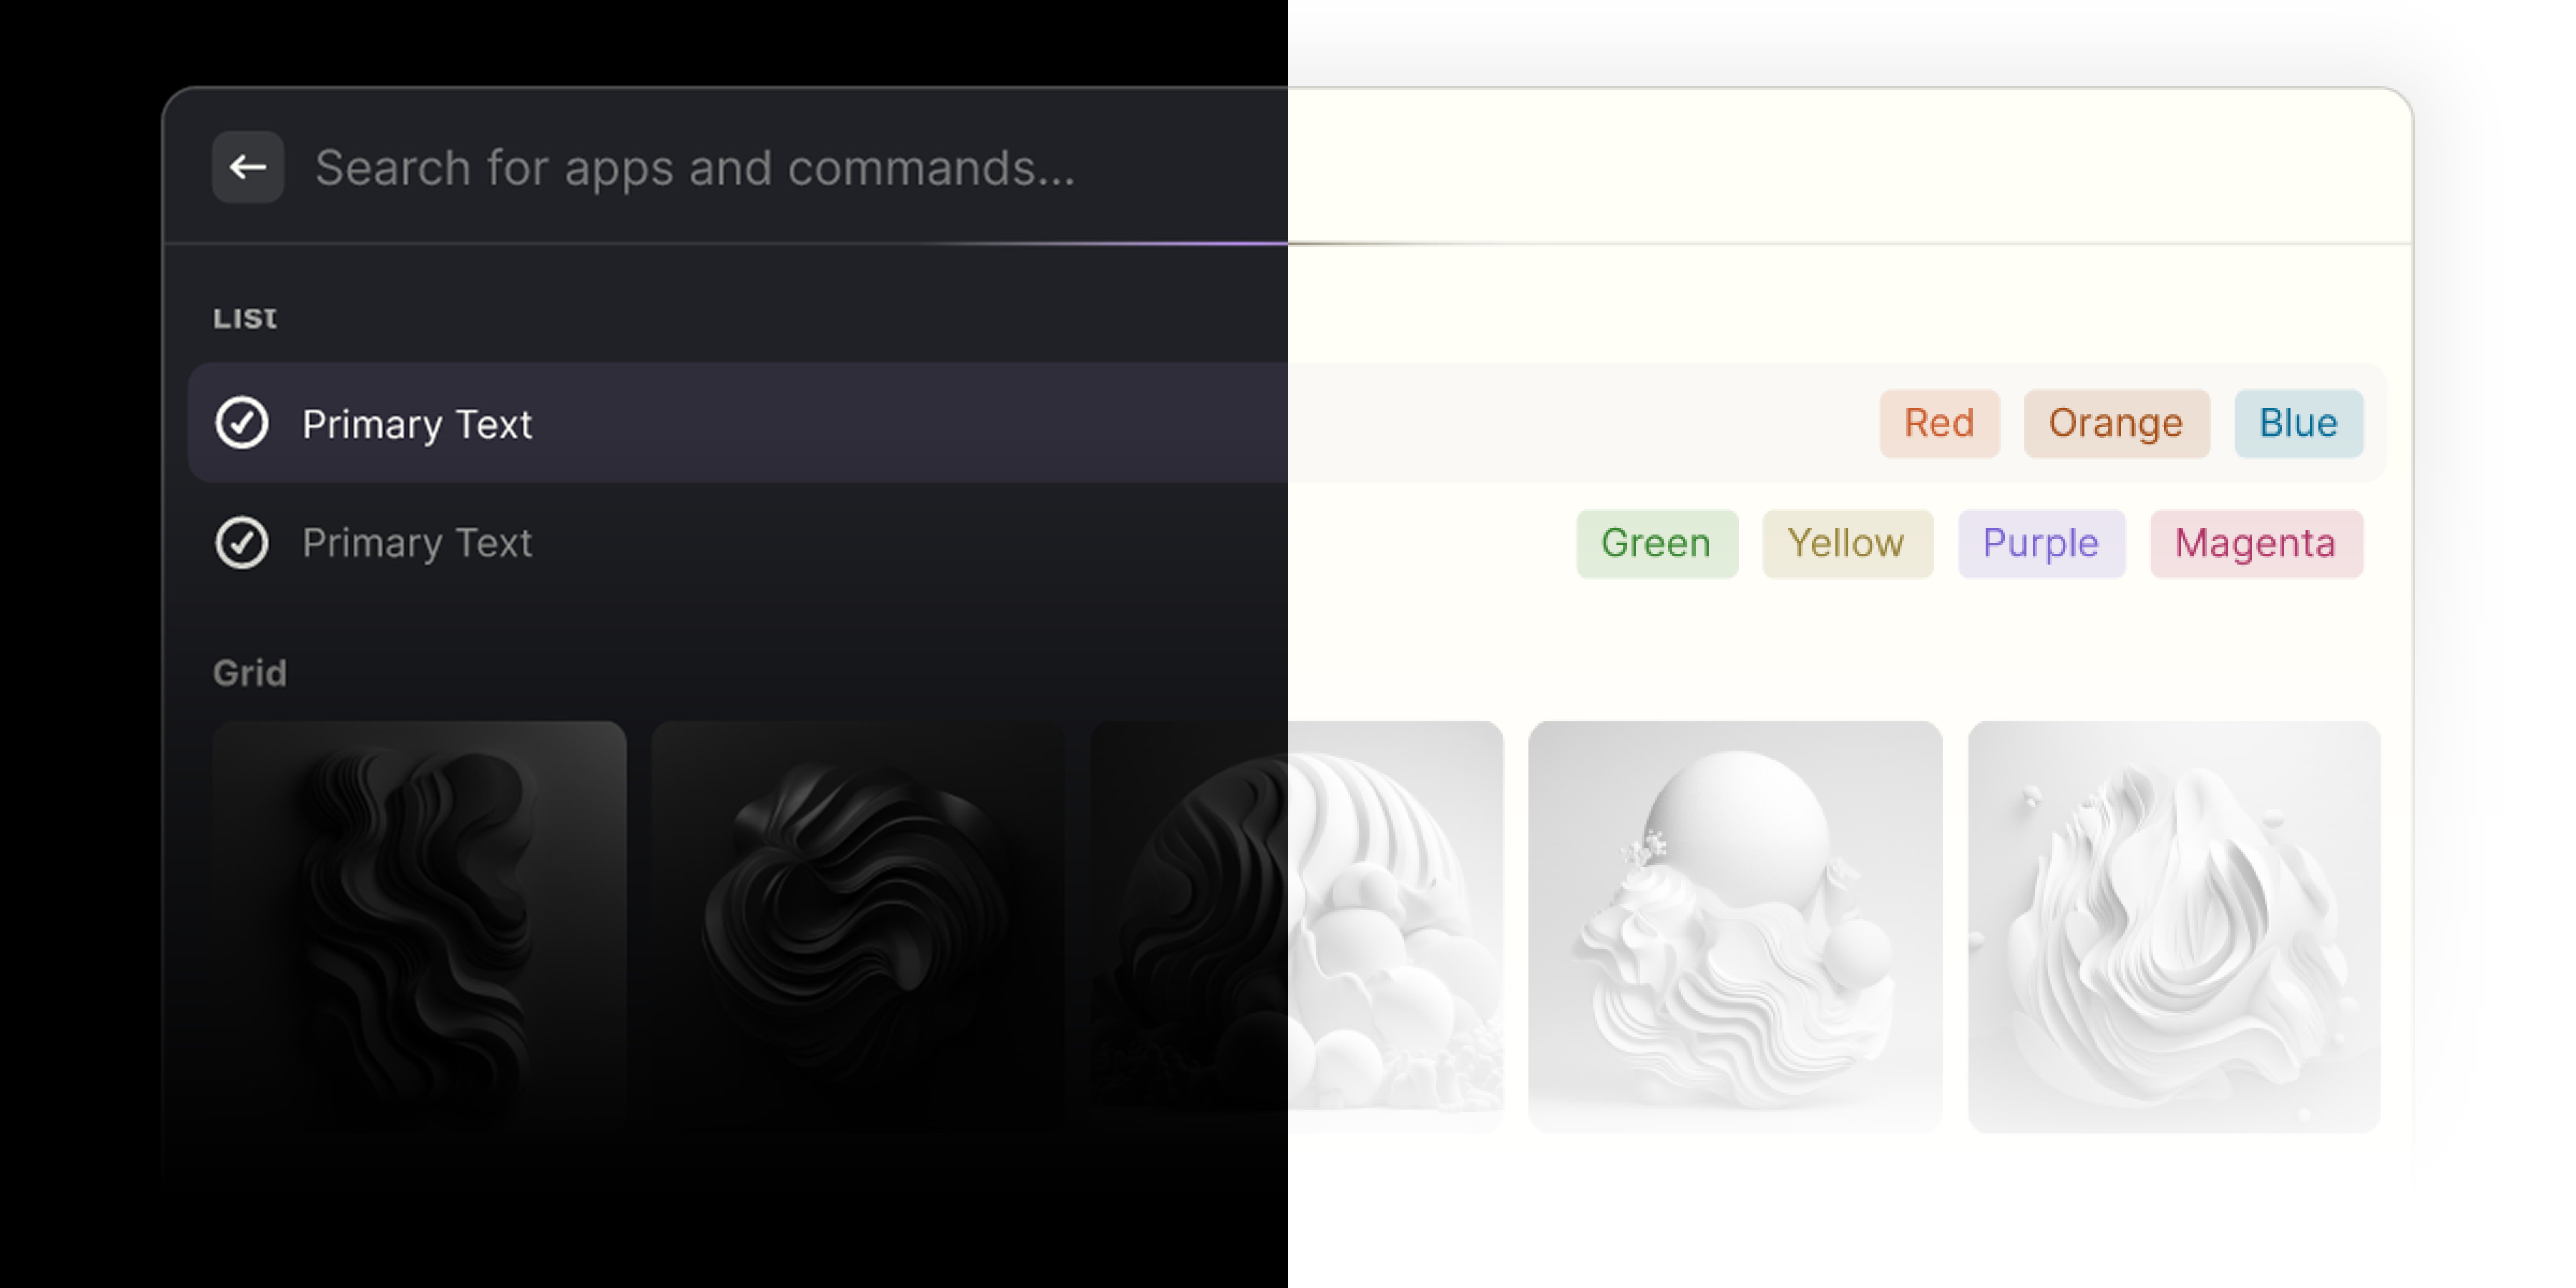 Search for apps and commands...
List
Primary Text Red Orange Blue
Primary Text Green Yellow Purple Magenta
Grid